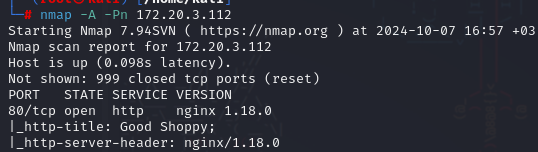 nmap -A -Pn 172.20.3.112
Starting Nmap 7.94SVN ( https://nmap.org ) at 2024-10-07 16:57 +03
Nmap scan report for 172.20.3.112
Host is up (0.098s latency).
Not shown: 999 closed tcp ports (reset)
PORT   STATE SERVICE VERSION
80/tcp open  http    nginx 1.18.0
|_http-title: Good Shoppy;
|_http-server-header: nginx/1.18.0